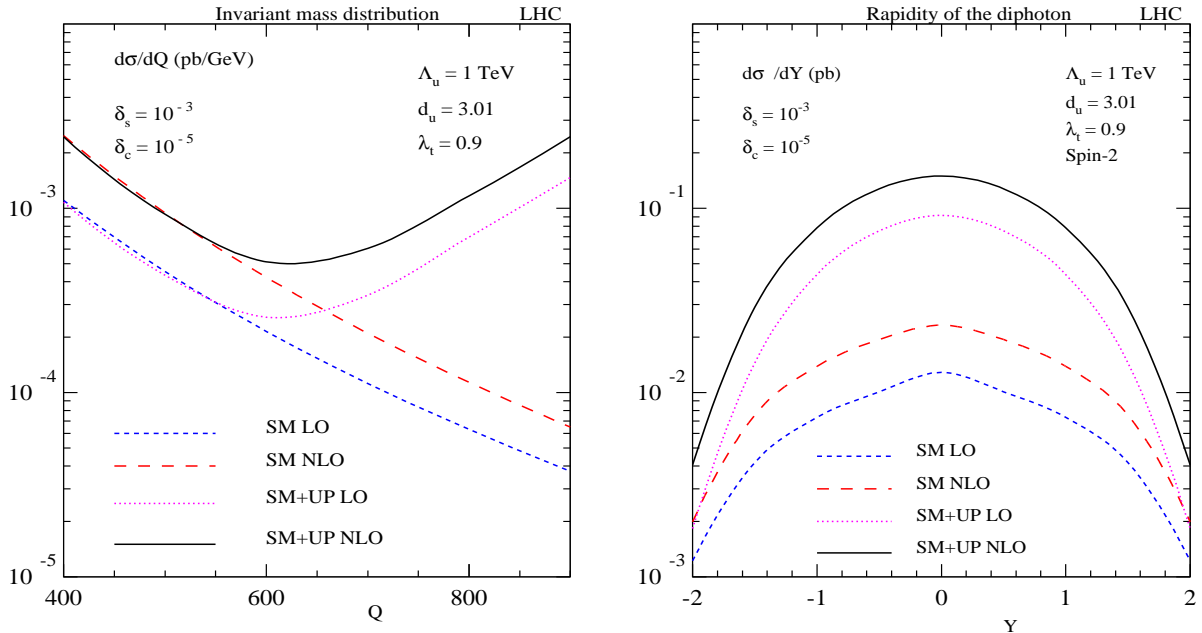 Invariant mass distribution LHC
dσ/dQ (pb/GeV)
Λu = 1 TeV
δs = 10⁻³
du = 3.01
δc = 10⁻⁵
λt = 0.9
10⁻³
10⁻⁴
10⁻⁵
SM LO
SM NLO
SM+UP LO
SM+UP NLO
400 600 800
Q
Rapidity of the diphoton LHC
dσ /dY (pb)
Λu = 1 TeV
δs = 10⁻³
du = 3.01
δc = 10⁻⁵
λt = 0.9
Spin-2
10⁻¹
10⁻²
10⁻³
SM LO
SM NLO
SM+UP LO
SM+UP NLO
-2 -1 0 1 2
Y